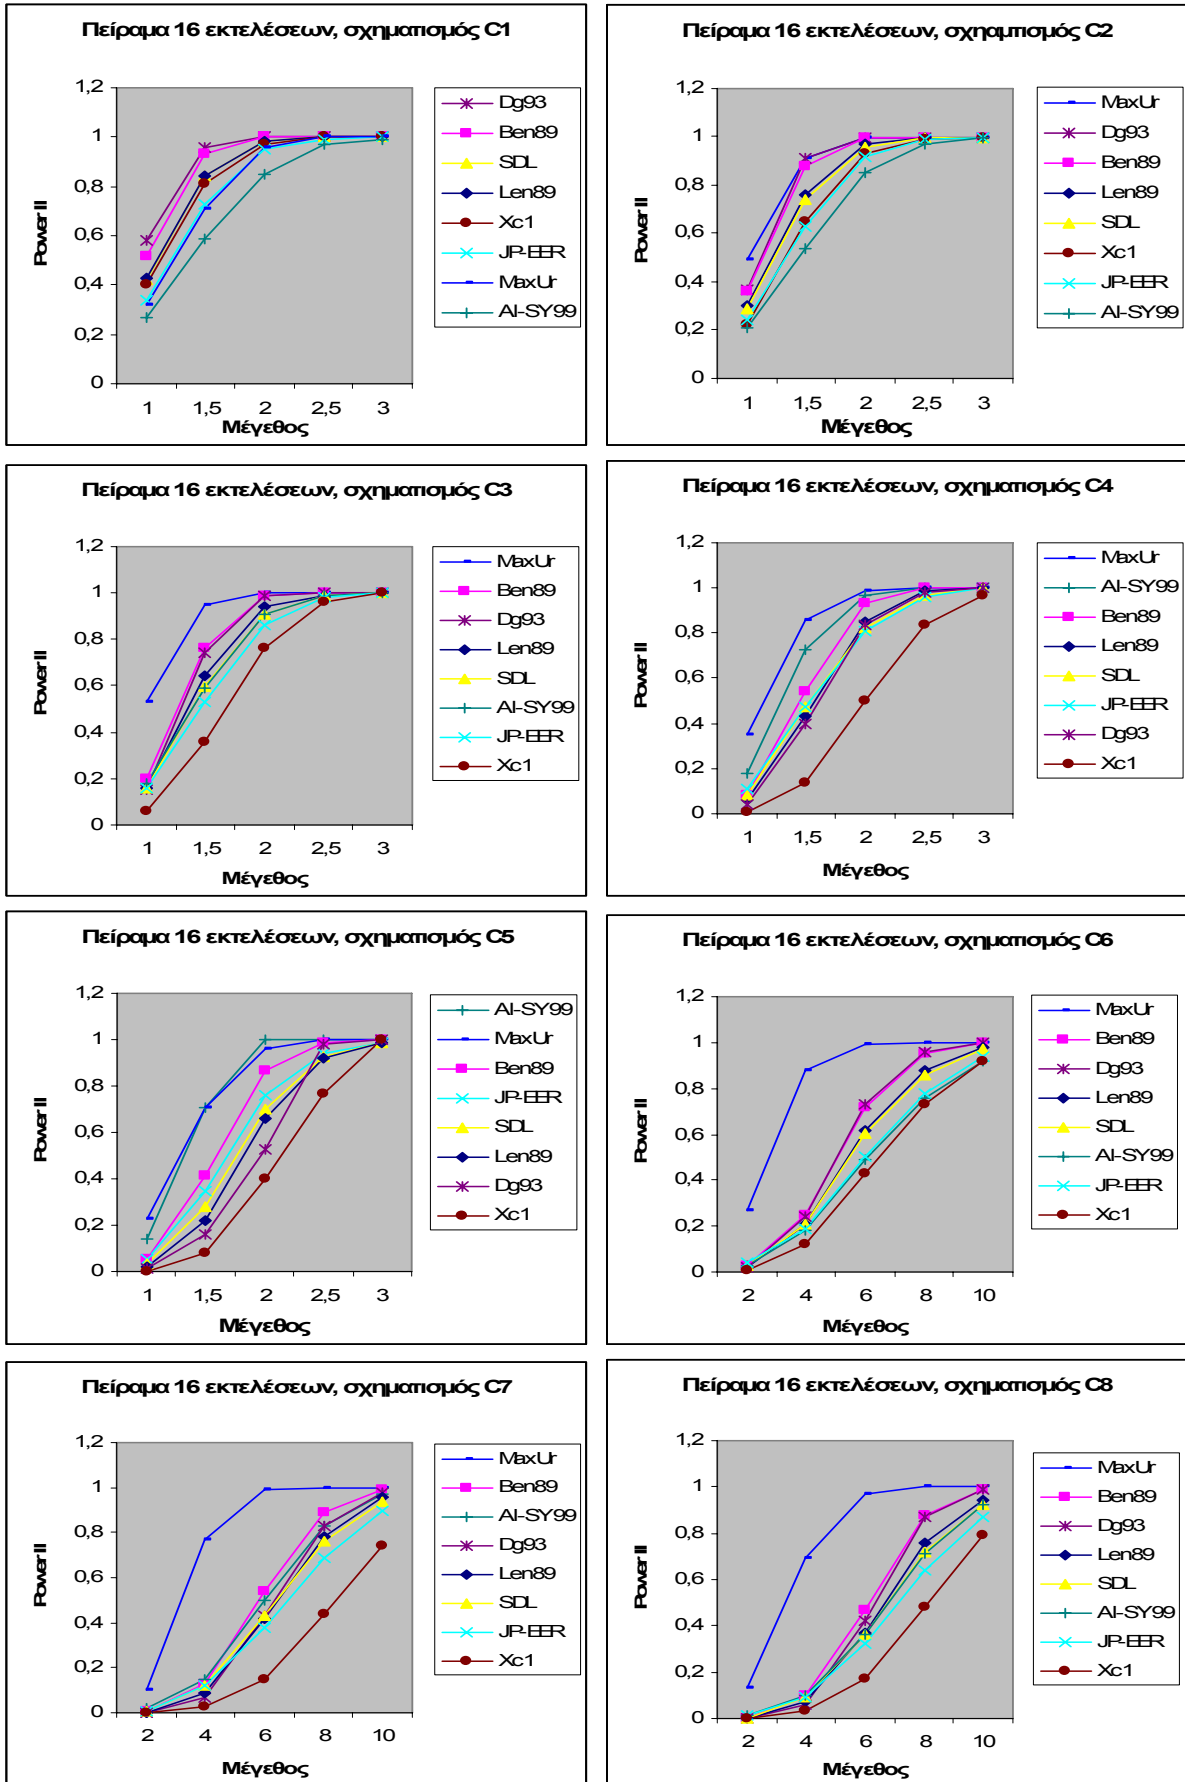 Πείραμα 16 εκτελέσεων, σχηματισμός C1
Power II
1,2
1
0,8
0,6
0,4
0,2
0
1 1,5 2 2,5 3
Μέγεθος
Dg93
Ben89
SDL
Len89
Xc1
JP-EER
MaxUr
Al-SY99
Πείραμα 16 εκτελέσεων, σχηαμτισμός C2
Power II
1,2
1
0,8
0,6
0,4
0,2
0
1 1,5 2 2,5 3
Μέγεθος
MaxUr
Dg93
Ben89
Len89
SDL
Xc1
JP-EER
Al-SY99
Πείραμα 16 εκτελέσεων, σχηματισμός C3
Power II
1,2
1
0,8
0,6
0,4
0,2
0
1 1,5 2 2,5 3
Μέγεθος
MaxUr
Ben89
Dg93
Len89
SDL
Al-SY99
JP-EER
Xc1
Πείραμα 16 εκτελέσεων, σχηματισμός C4
Power II
1,2
1
0,8
0,6
0,4
0,2
0
1 1,5 2 2,5 3
Μέγεθος
MaxUr
Al-SY99
Ben89
Len89
SDL
JP-EER
Dg93
Xc1
Πείραμα 16 εκτελέσεων, σχηματισμός C5
Power II
1,2
1
0,8
0,6
0,4
0,2
0
1 1,5 2 2,5 3
Μέγεθος
Al-SY99
MaxUr
Ben89
JP-EER
SDL
Len89
Dg93
Xc1
Πείραμα 16 εκτελέσεων, σχηματισμός C6
Power II
1,2
1
0,8
0,6
0,4
0,2
0
2 4 6 8 10
Μέγεθος
MaxUr
Ben89
Dg93
Len89
SDL
Al-SY99
JP-EER
Xc1
Πείραμα 16 εκτελέσεων, σχηματισμός C7
Power II
1,2
1
0,8
0,6
0,4
0,2
0
2 4 6 8 10
Μέγεθος
MaxUr
Ben89
Al-SY99
Dg93
Len89
SDL
JP-EER
Xc1
Πείραμα 16 εκτελέσεων, σχηματισμός C8
Power II
1,2
1
0,8
0,6
0,4
0,2
0
2 4 6 8 10
Μέγεθος
MaxUr
Ben89
Dg93
Len89
SDL
Al-SY99
JP-EER
Xc1